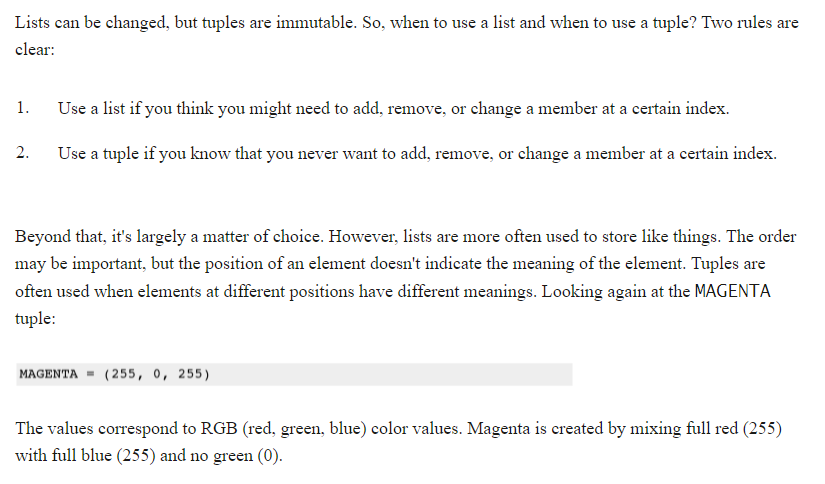 Lists can be changed, but tuples are immutable. So, when to use a list and when to use a tuple? Two rules are
clear:
1. Use a list if you think you might need to add, remove, or change a member at a certain index.
2. Use a tuple if you know that you never want to add, remove, or change a member at a certain index.
Beyond that, it's largely a matter of choice. However, lists are more often used to store like things. The order
may be important, but the position of an element doesn't indicate the meaning of the element. Tuples are
often used when elements at different positions have different meanings. Looking again at the MAGENTA
tuple:
MAGENTA = (255, 0, 255)
The values correspond to RGB (red, green, blue) color values. Magenta is created by mixing full red (255)
with full blue (255) and no green (0).